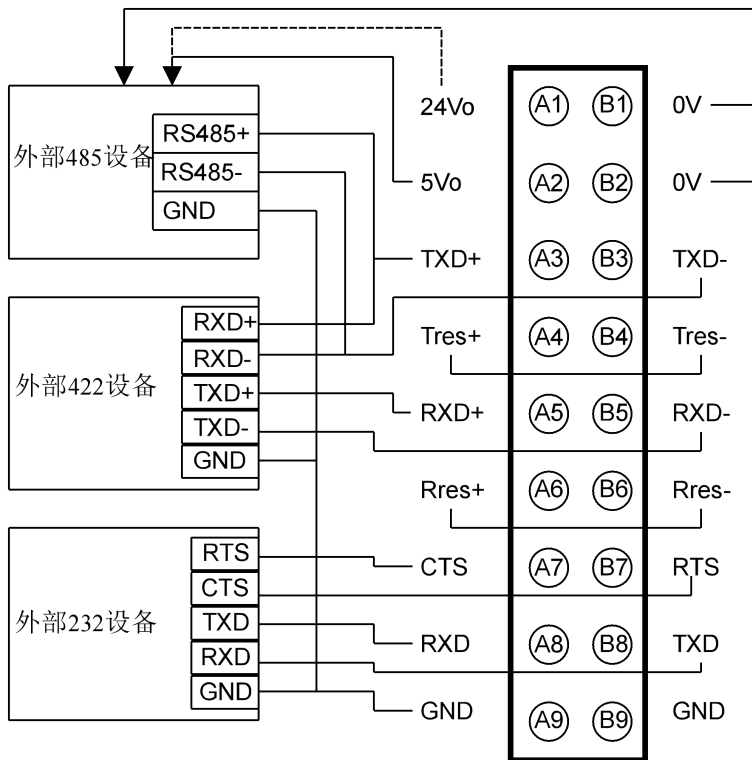 24Vo A1 B1 0V
外部485设备
RS485+
RS485-
GND
5Vo A2 B2 0V
TXD+ A3 B3 TXD-
外部422设备
RXD+
RXD-
TXD+
TXD-
GND
Tres+ A4 B4 Tres-
RXD+ A5 B5 RXD-
Rres+ A6 B6 Rres-
外部232设备
RTS
CTS
TXD
RXD
GND
CTS A7 B7 RTS
RXD A8 B8 TXD
GND A9 B9 GND